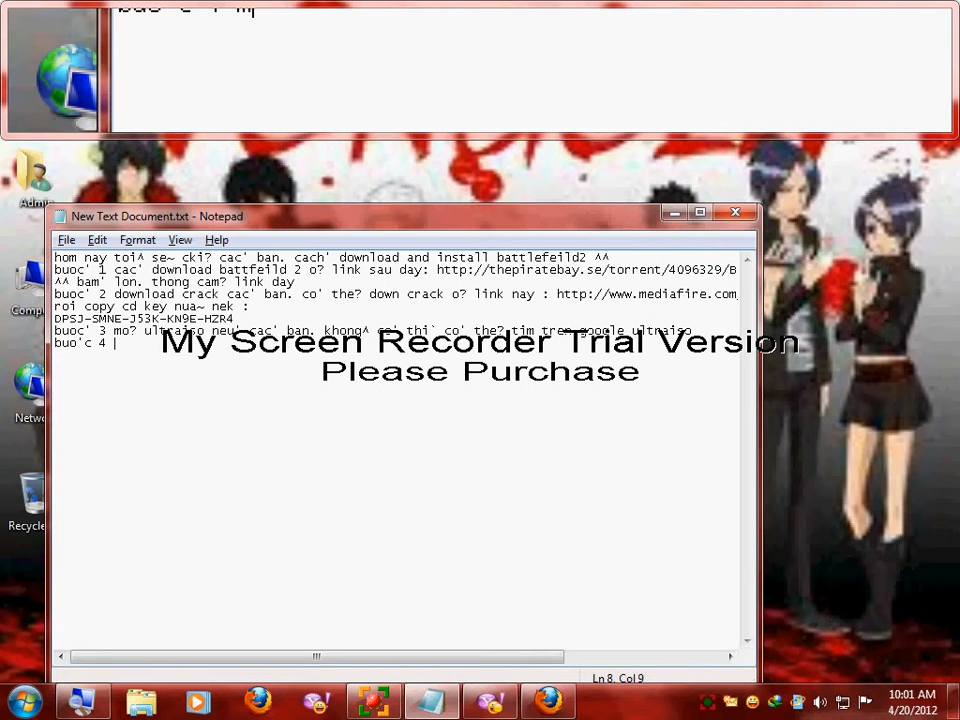 buo'c 4 m
Admin
New Text Document.txt - Notepad
File Edit Format View Help
hom nay toi^ se~ cki? cac' ban. cach' download and install battlefeild2 ^^
buoc' 1 cac' download battfeild 2 o? link sau day: http://thepiratebay.se/torrent/4096329/B
^^ bam' lon. thong cam? link day
buoc' 2 download crack cac' ban. co' the? down crack o? link nay : http://www.mediafire.com
roi copy cd key nua~ nek :
DPSJ-SMNE-J53K-KN9E-HZR4
buoc' 3 mo? ultraiso neu' cac' ban. khong^ co' thi` co' the? tim tren google ultraiso
buo'c 4
My Screen Recorder Trial Version
Please Purchase
Comp
Netwo
Recycle
Ln 8, Col 9
10:01 AM
4/20/2012